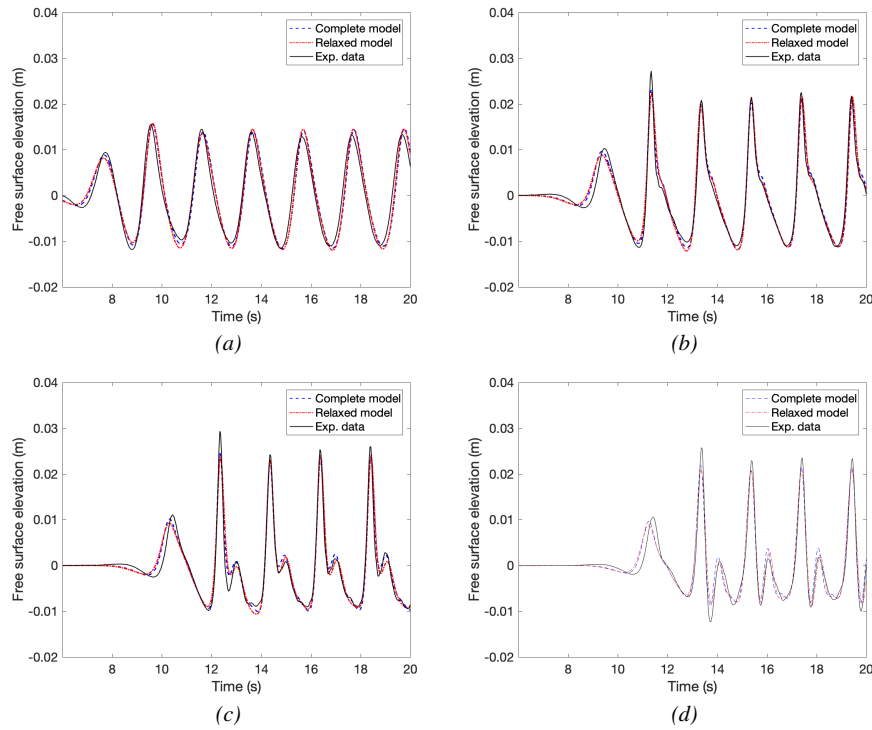 0.04
0.03
0.02
0.01
0
-0.01
-0.02
Free surface elevation (m)
Complete model
Relaxed model
Exp. data
8 10 12 14 16 18 20
Time (s)
(a)
0.04
0.03
0.02
0.01
0
-0.01
-0.02
Free surface elevation (m)
Complete model
Relaxed model
Exp. data
8 10 12 14 16 18 20
Time (s)
(b)
0.04
0.03
0.02
0.01
0
-0.01
-0.02
Free surface elevation (m)
Complete model
Relaxed model
Exp. data
8 10 12 14 16 18 20
Time (s)
(c)
0.04
0.03
0.02
0.01
0
-0.01
-0.02
Free surface elevation (m)
Complete model
Relaxed model
Exp. data
8 10 12 14 16 18 20
Time (s)
(d)